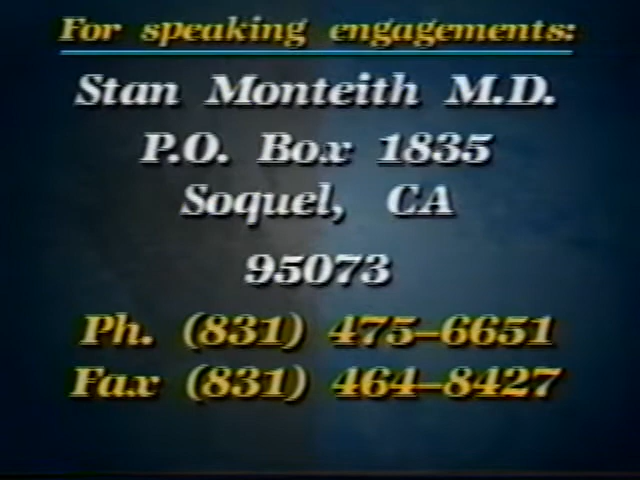 For speaking engagements:
Stan Monteith M.D.
P.O. Box 1835
Soquel, CA
95073
Ph. (831) 475-6651
Fax (831) 464-8427